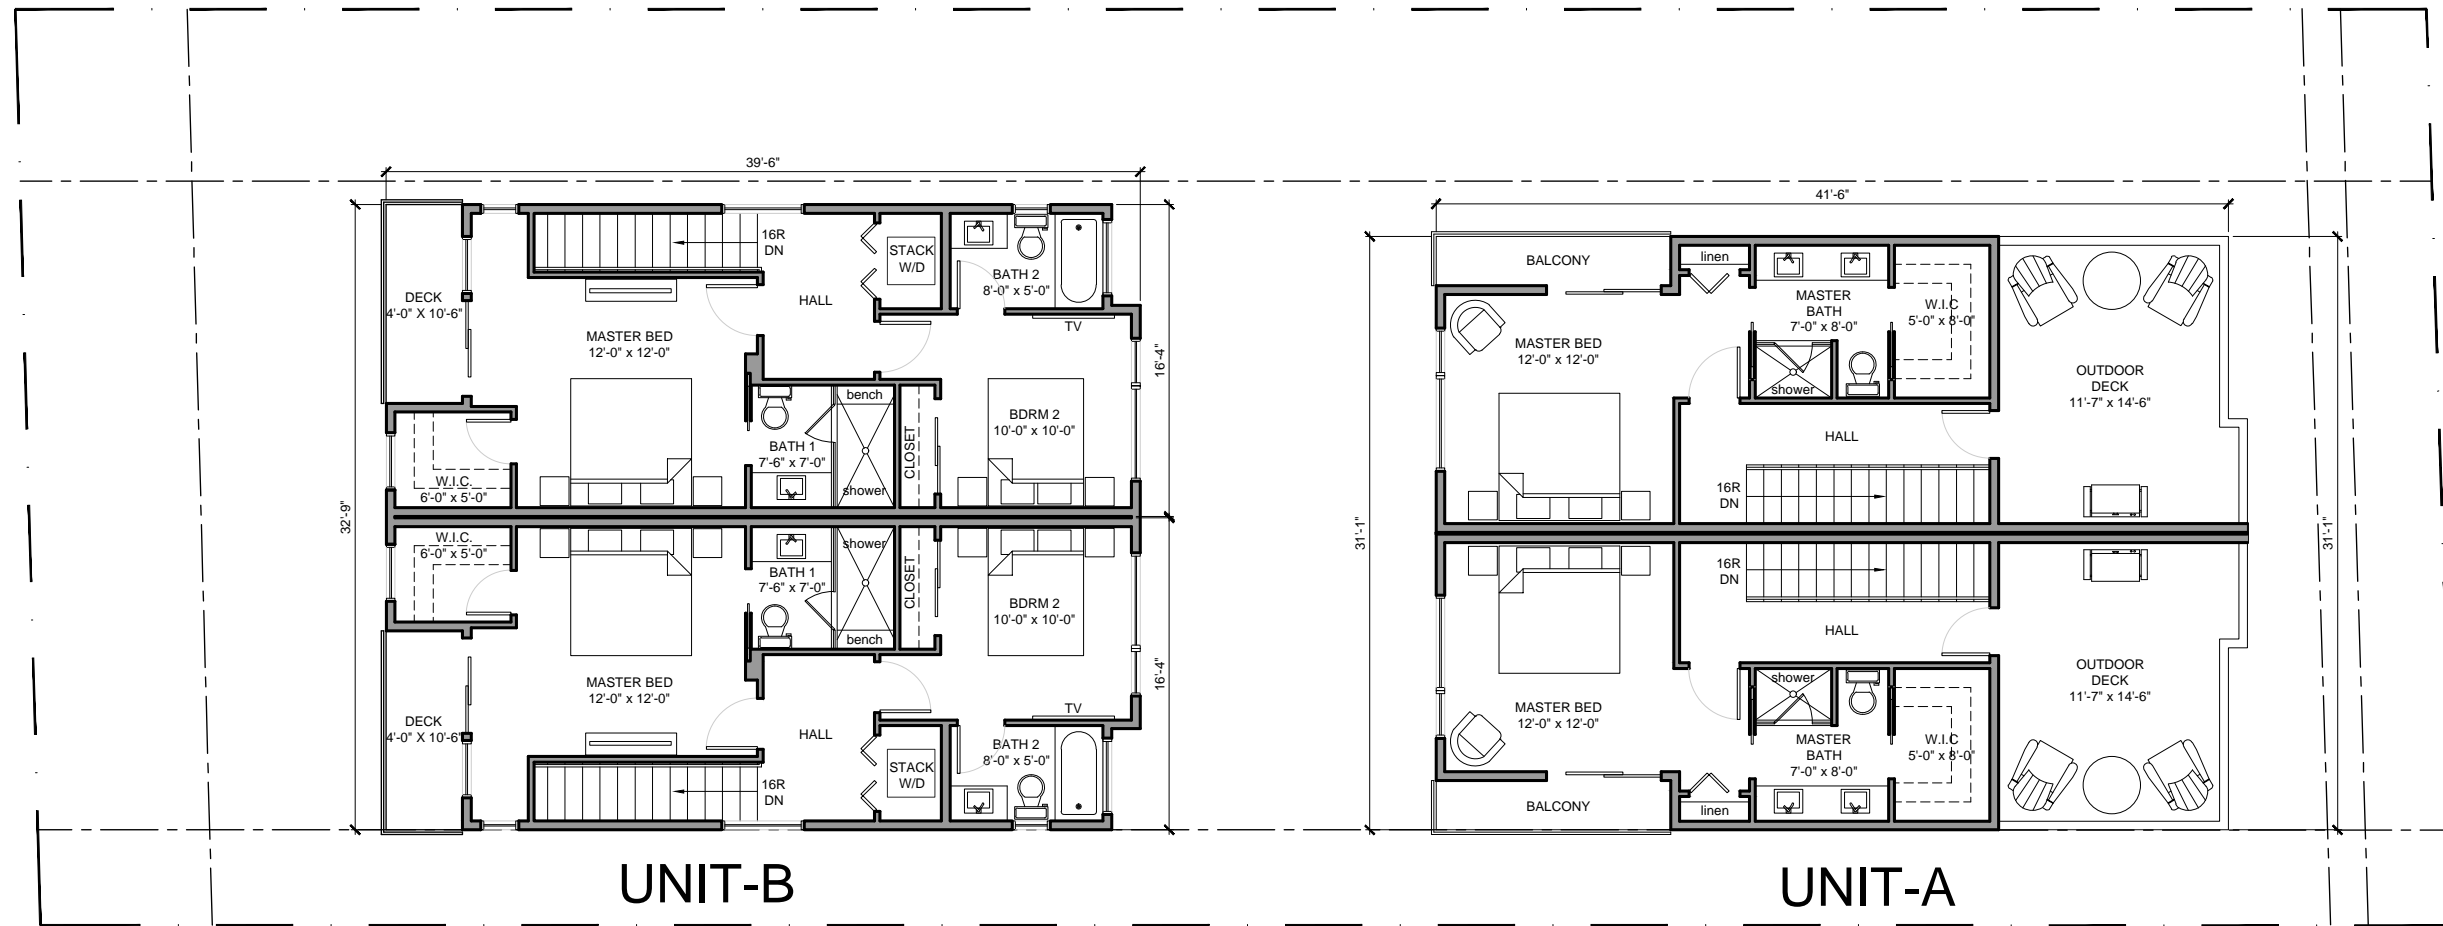 39'-6"
32'-9"
16'-4"
16'-4"
16R
DN
STACK
W/D
BATH 2
8'-0" x 5'-0"
DECK
4'-0" X 10'-6"
HALL
MASTER BED
12'-0" x 12'-0"
TV
bench
BATH 1
7'-6" x 7'-0"
CLOSET
BDRM 2
10'-0" x 10'-0"
W.I.C.
6'-0" x 5'-0"
shower
W.I.C.
6'-0" x 5'-0"
shower
BATH 1
7'-6" x 7'-0"
CLOSET
BDRM 2
10'-0" x 10'-0"
bench
MASTER BED
12'-0" x 12'-0"
TV
DECK
4'-0" X 10'-6"
HALL
BATH 2
8'-0" x 5'-0"
STACK
W/D
16R
DN
UNIT-B
41'-6"
31'-1"
31'-1"
BALCONY
linen
MASTER
BATH
7'-0" x 8'-0"
W.I.C
5'-0" x 8'-0"
MASTER BED
12'-0" x 12'-0"
shower
OUTDOOR
DECK
11'-7" x 14'-6"
HALL
16R
DN
16R
DN
HALL
OUTDOOR
DECK
11'-7" x 14'-6"
shower
MASTER BED
12'-0" x 12'-0"
MASTER
BATH
7'-0" x 8'-0"
W.I.C
5'-0" x 8'-0"
BALCONY
linen
UNIT-A